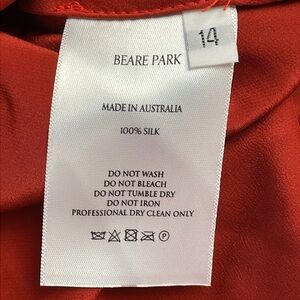 BEARE PARK
14
MADE IN AUSTRALIA
100% SILK
DO NOT WASH
DO NOT BLEACH
DO NOT TUMBLE DRY
DO NOT IRON
PROFESSIONAL DRY CLEAN ONLY
P